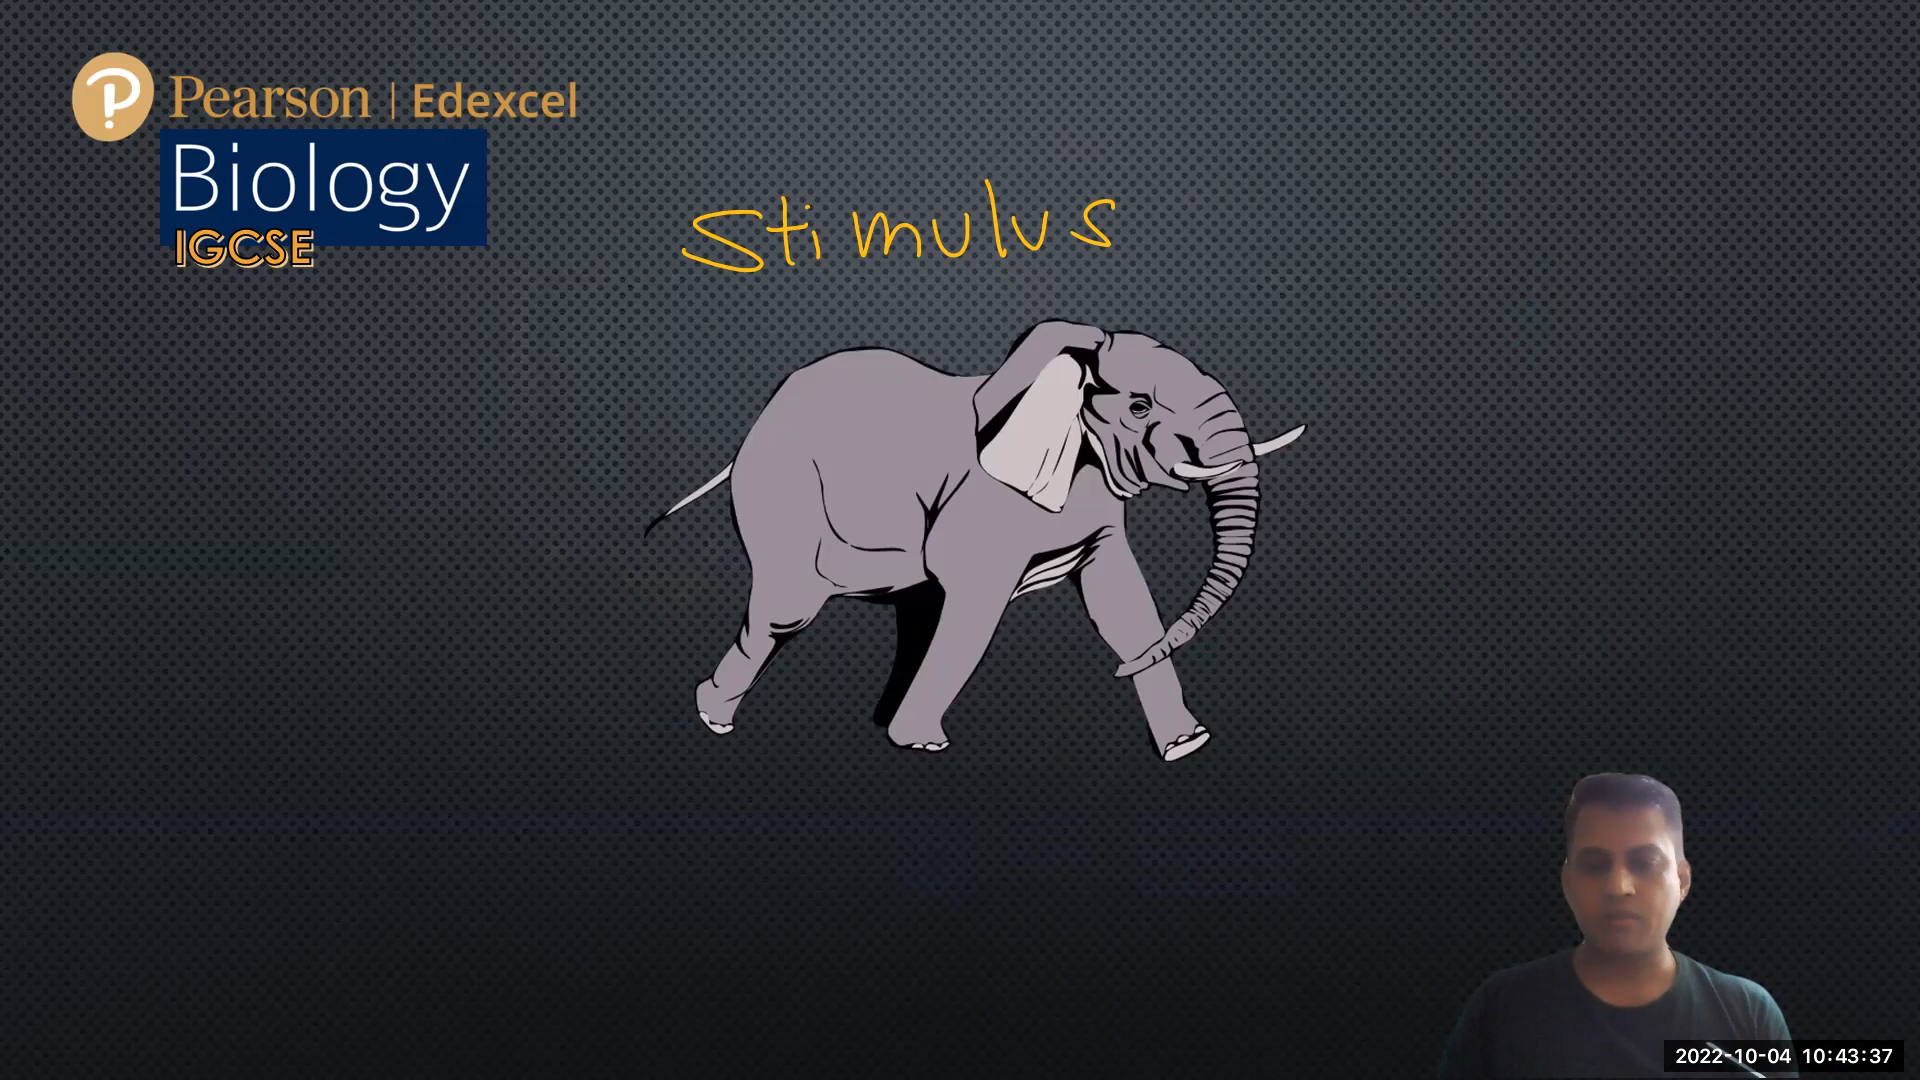 Pearson | Edexcel
Biology
IGCSE
Stimulus
2022-10-04 10:43:37